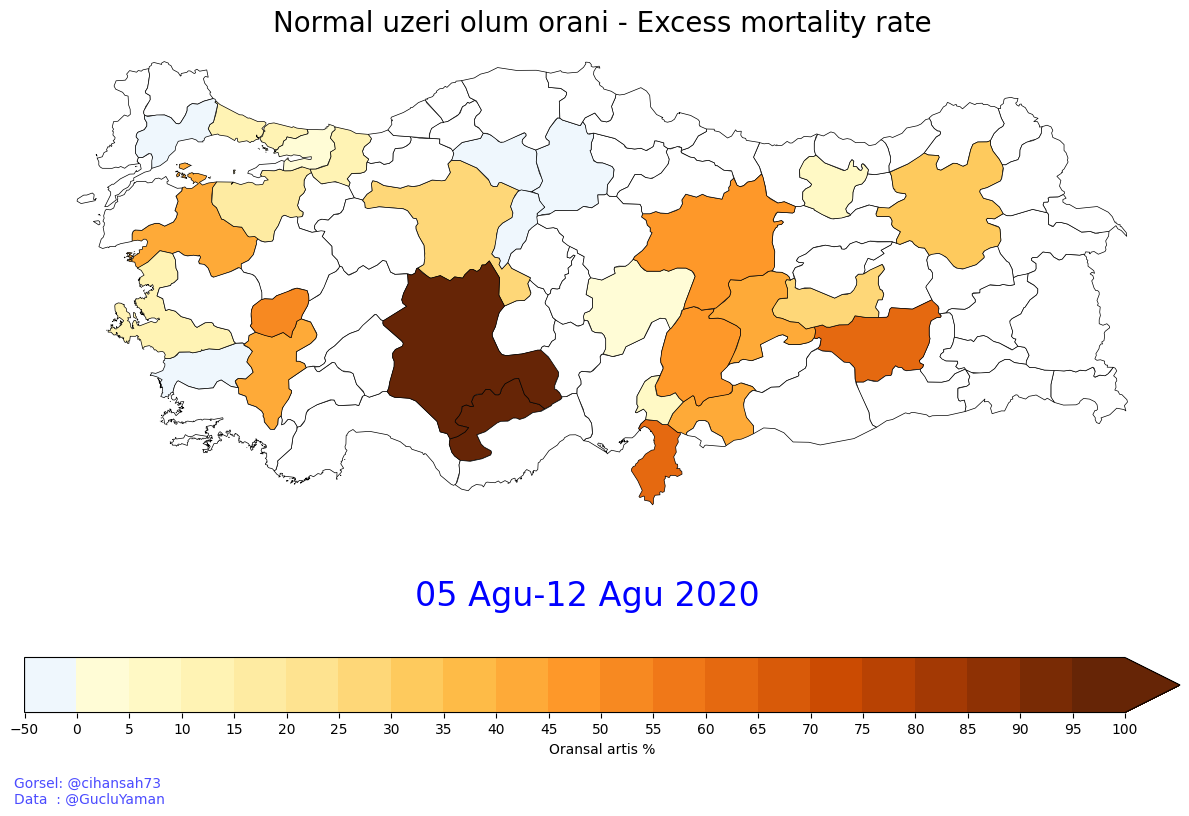 Normal uzeri olum orani - Excess mortality rate
05 Agu-12 Agu 2020
−50 0 5 10 15 20 25 30 35 40 45 50 55 60 65 70 75 80 85 90 95 100
Oransal artis %
Gorsel: @cihansah73
Data  : @GucluYaman